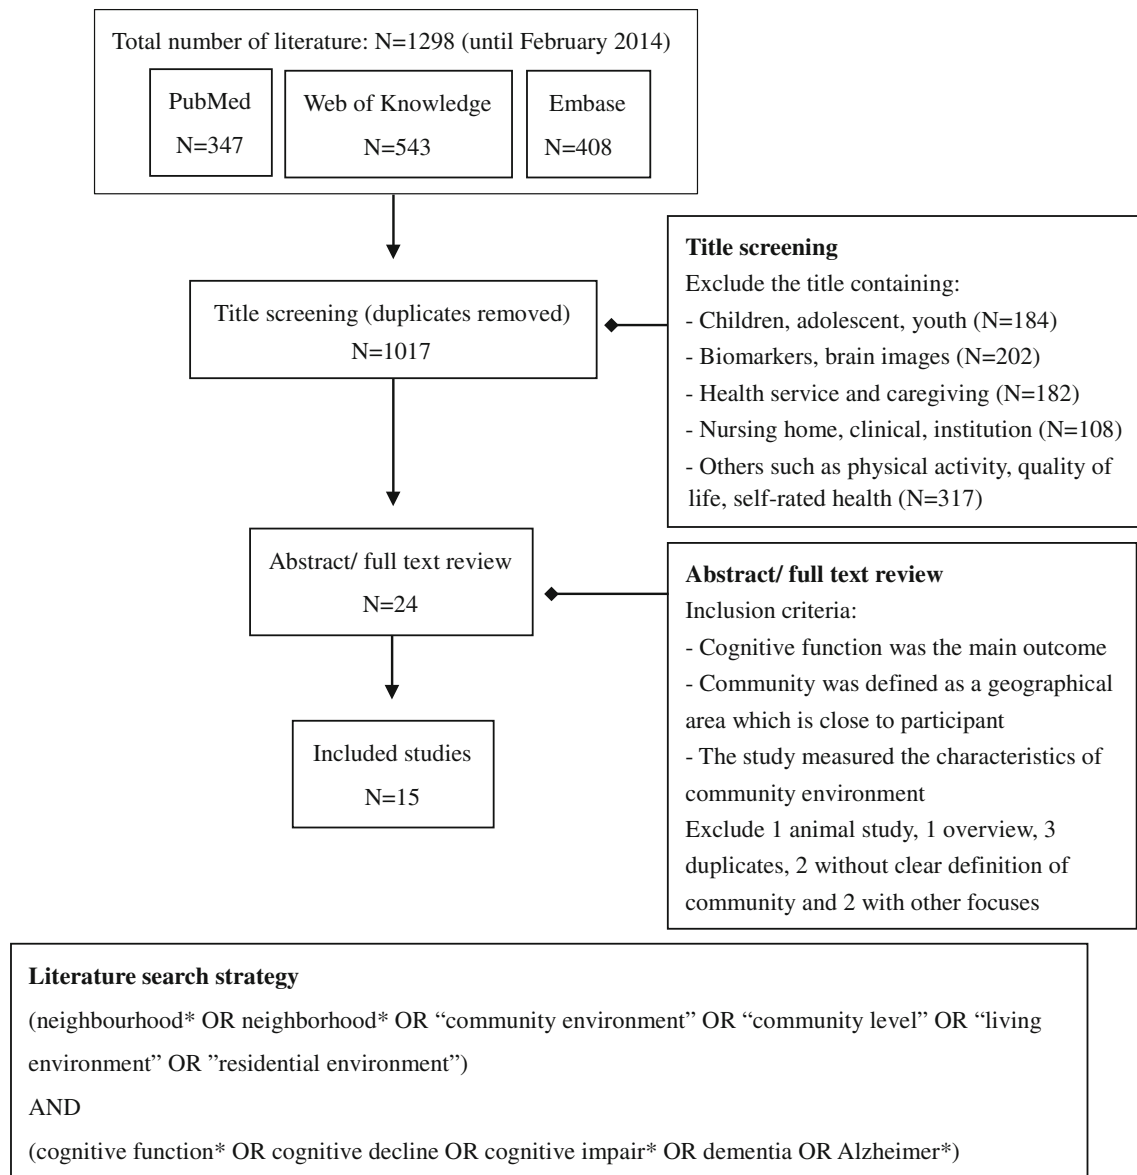 Total number of literature: N=1298 (until February 2014)
PubMed
N=347
Web of Knowledge
N=543
Embase
N=408
Title screening (duplicates removed)
N=1017
Title screening
Exclude the title containing:
- Children, adolescent, youth (N=184)
- Biomarkers, brain images (N=202)
- Health service and caregiving (N=182)
- Nursing home, clinical, institution (N=108)
- Others such as physical activity, quality of
life, self-rated health (N=317)
Abstract/ full text review
N=24
Abstract/ full text review
Inclusion criteria:
- Cognitive function was the main outcome
- Community was defined as a geographical
area which is close to participant
- The study measured the characteristics of
community environment
Exclude 1 animal study, 1 overview, 3
duplicates, 2 without clear definition of
community and 2 with other focuses
Included studies
N=15
Literature search strategy
(neighbourhood* OR neighborhood* OR “community environment” OR “community level” OR “living
environment” OR ”residential environment”)
AND
(cognitive function* OR cognitive decline OR cognitive impair* OR dementia OR Alzheimer*)